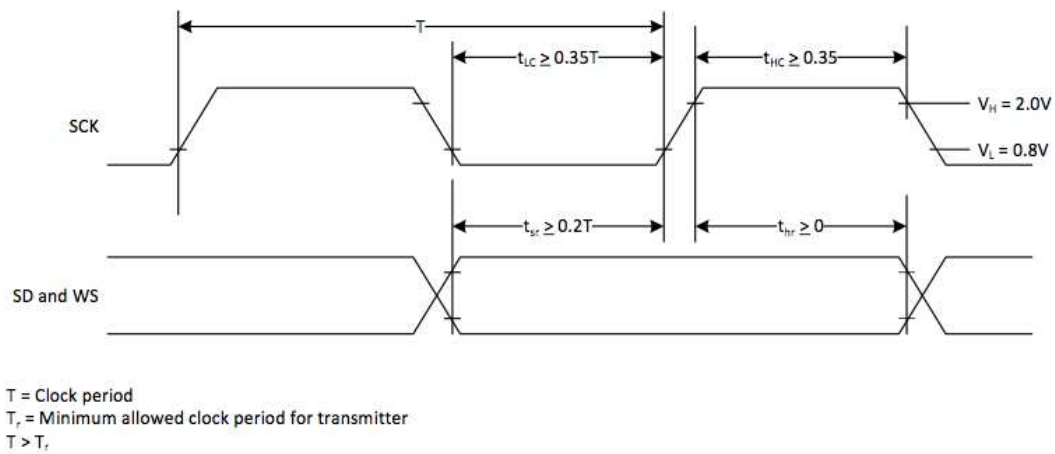 T
t_LC ≥ 0.35T
t_HC ≥ 0.35
SCK
V_H = 2.0V
V_L = 0.8V
t_sr ≥ 0.2T
t_hr ≥ 0
SD and WS
T = Clock period
T_r = Minimum allowed clock period for transmitter
T > T_r